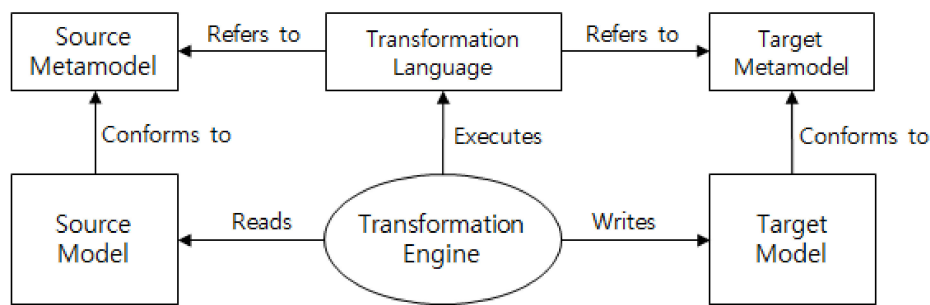 Source
Metamodel
Refers to
Transformation
Language
Refers to
Target
Metamodel
Conforms to
Executes
Conforms to
Source
Model
Reads
Transformation
Engine
Writes
Target
Model